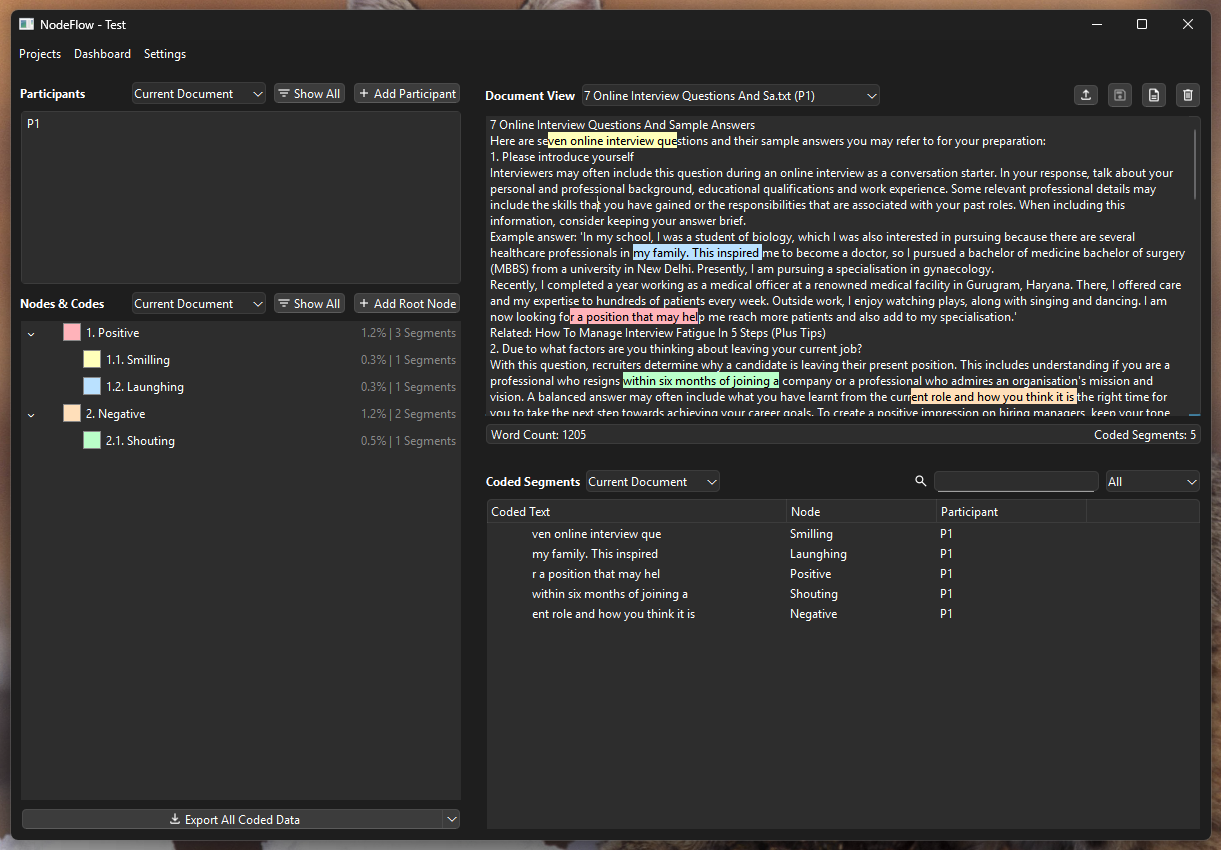 NodeFlow - Test
Projects Dashboard Settings
Participants Current Document Show All + Add Participant
P1
Nodes & Codes Current Document Show All + Add Root Node
1. Positive 1.2% | 3 Segments
1.1. Smilling 0.3% | 1 Segments
1.2. Launghing 0.3% | 1 Segments
2. Negative 1.2% | 2 Segments
2.1. Shouting 0.5% | 1 Segments
Export All Coded Data
Document View 7 Online Interview Questions And Sa.txt (P1)
7 Online Interview Questions And Sample Answers
Here are seven online interview questions and their sample answers you may refer to for your preparation:
1. Please introduce yourself
Interviewers may often include this question during an online interview as a conversation starter. In your response, talk about your
personal and professional background, educational qualifications and work experience. Some relevant professional details may
include the skills that you have gained or the responsibilities that are associated with your past roles. When including this
information, consider keeping your answer brief.
Example answer: 'In my school, I was a student of biology, which I was also interested in pursuing because there are several
healthcare professionals in my family. This inspired me to become a doctor, so I pursued a bachelor of medicine bachelor of surgery
(MBBS) from a university in New Delhi. Presently, I am pursuing a specialisation in gynaecology.
Recently, I completed a year working as a medical officer at a renowned medical facility in Gurugram, Haryana. There, I offered care
and my expertise to hundreds of patients every week. Outside work, I enjoy watching plays, along with singing and dancing. I am
now looking for a position that may help me reach more patients and also add to my specialisation.'
Related: How To Manage Interview Fatigue In 5 Steps (Plus Tips)
2. Due to what factors are you thinking about leaving your current job?
With this question, recruiters determine why a candidate is leaving their present position. This includes understanding if you are a
professional who resigns within six months of joining a company or a professional who admires an organisation's mission and
vision. A balanced answer may often include what you have learnt from the current role and how you think it is the right time for
you to take the next step towards achieving your career goals. To create a positive impression on hiring managers, keep your tone
Word Count: 1205 Coded Segments: 5
Coded Segments Current Document All
Coded Text Node Participant
ven online interview que Smilling P1
my family. This inspired Launghing P1
r a position that may hel Positive P1
within six months of joining a Shouting P1
ent role and how you think it is Negative P1